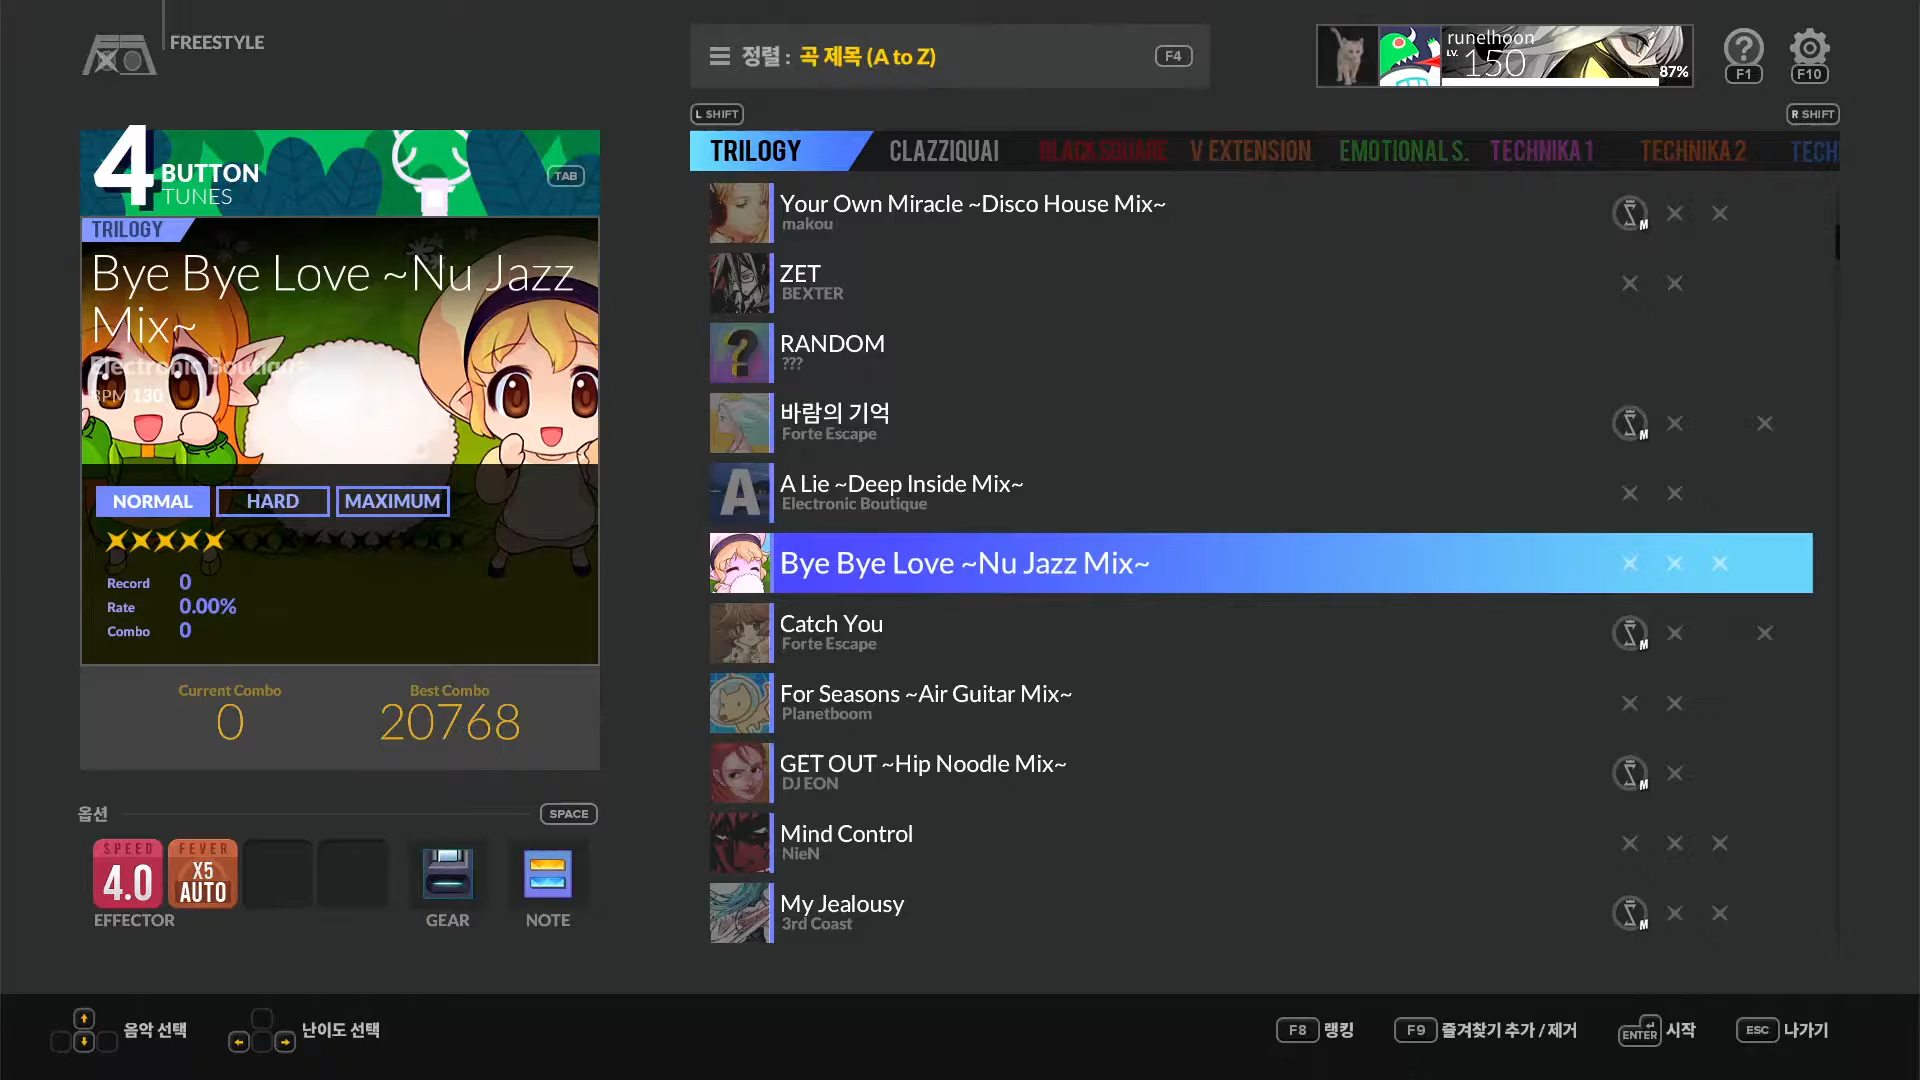 FREESTYLE
정렬 : 곡 제목 (A to Z)
F4
runelhoon
LV. 150
87%
F1
F10
L SHIFT
R SHIFT
TRILOGY
CLAZZIQUAI
BLACK SQUARE
V EXTENSION
EMOTIONAL S.
TECHNIKA 1
TECHNIKA 2
TECH
4 BUTTON
TUNES
TAB
TRILOGY
Bye Bye Love ~Nu Jazz
Mix~
Electronic Boutique
BPM 130
NORMAL
HARD
MAXIMUM
Record 0
Rate 0.00%
Combo 0
Current Combo
0
Best Combo
20768
옵션
SPACE
SPEED
4.0
FEVER
X5
AUTO
EFFECTOR
GEAR
NOTE
Your Own Miracle ~Disco House Mix~
makou
M
ZET
BEXTER
RANDOM
???
바람의 기억
Forte Escape
M
A
A Lie ~Deep Inside Mix~
Electronic Boutique
Bye Bye Love ~Nu Jazz Mix~
Catch You
Forte Escape
M
For Seasons ~Air Guitar Mix~
Planetboom
GET OUT ~Hip Noodle Mix~
DJ EON
M
Mind Control
NieN
My Jealousy
3rd Coast
M
음악 선택
난이도 선택
F8 랭킹
F9 즐겨찾기 추가 / 제거
ENTER 시작
ESC 나가기